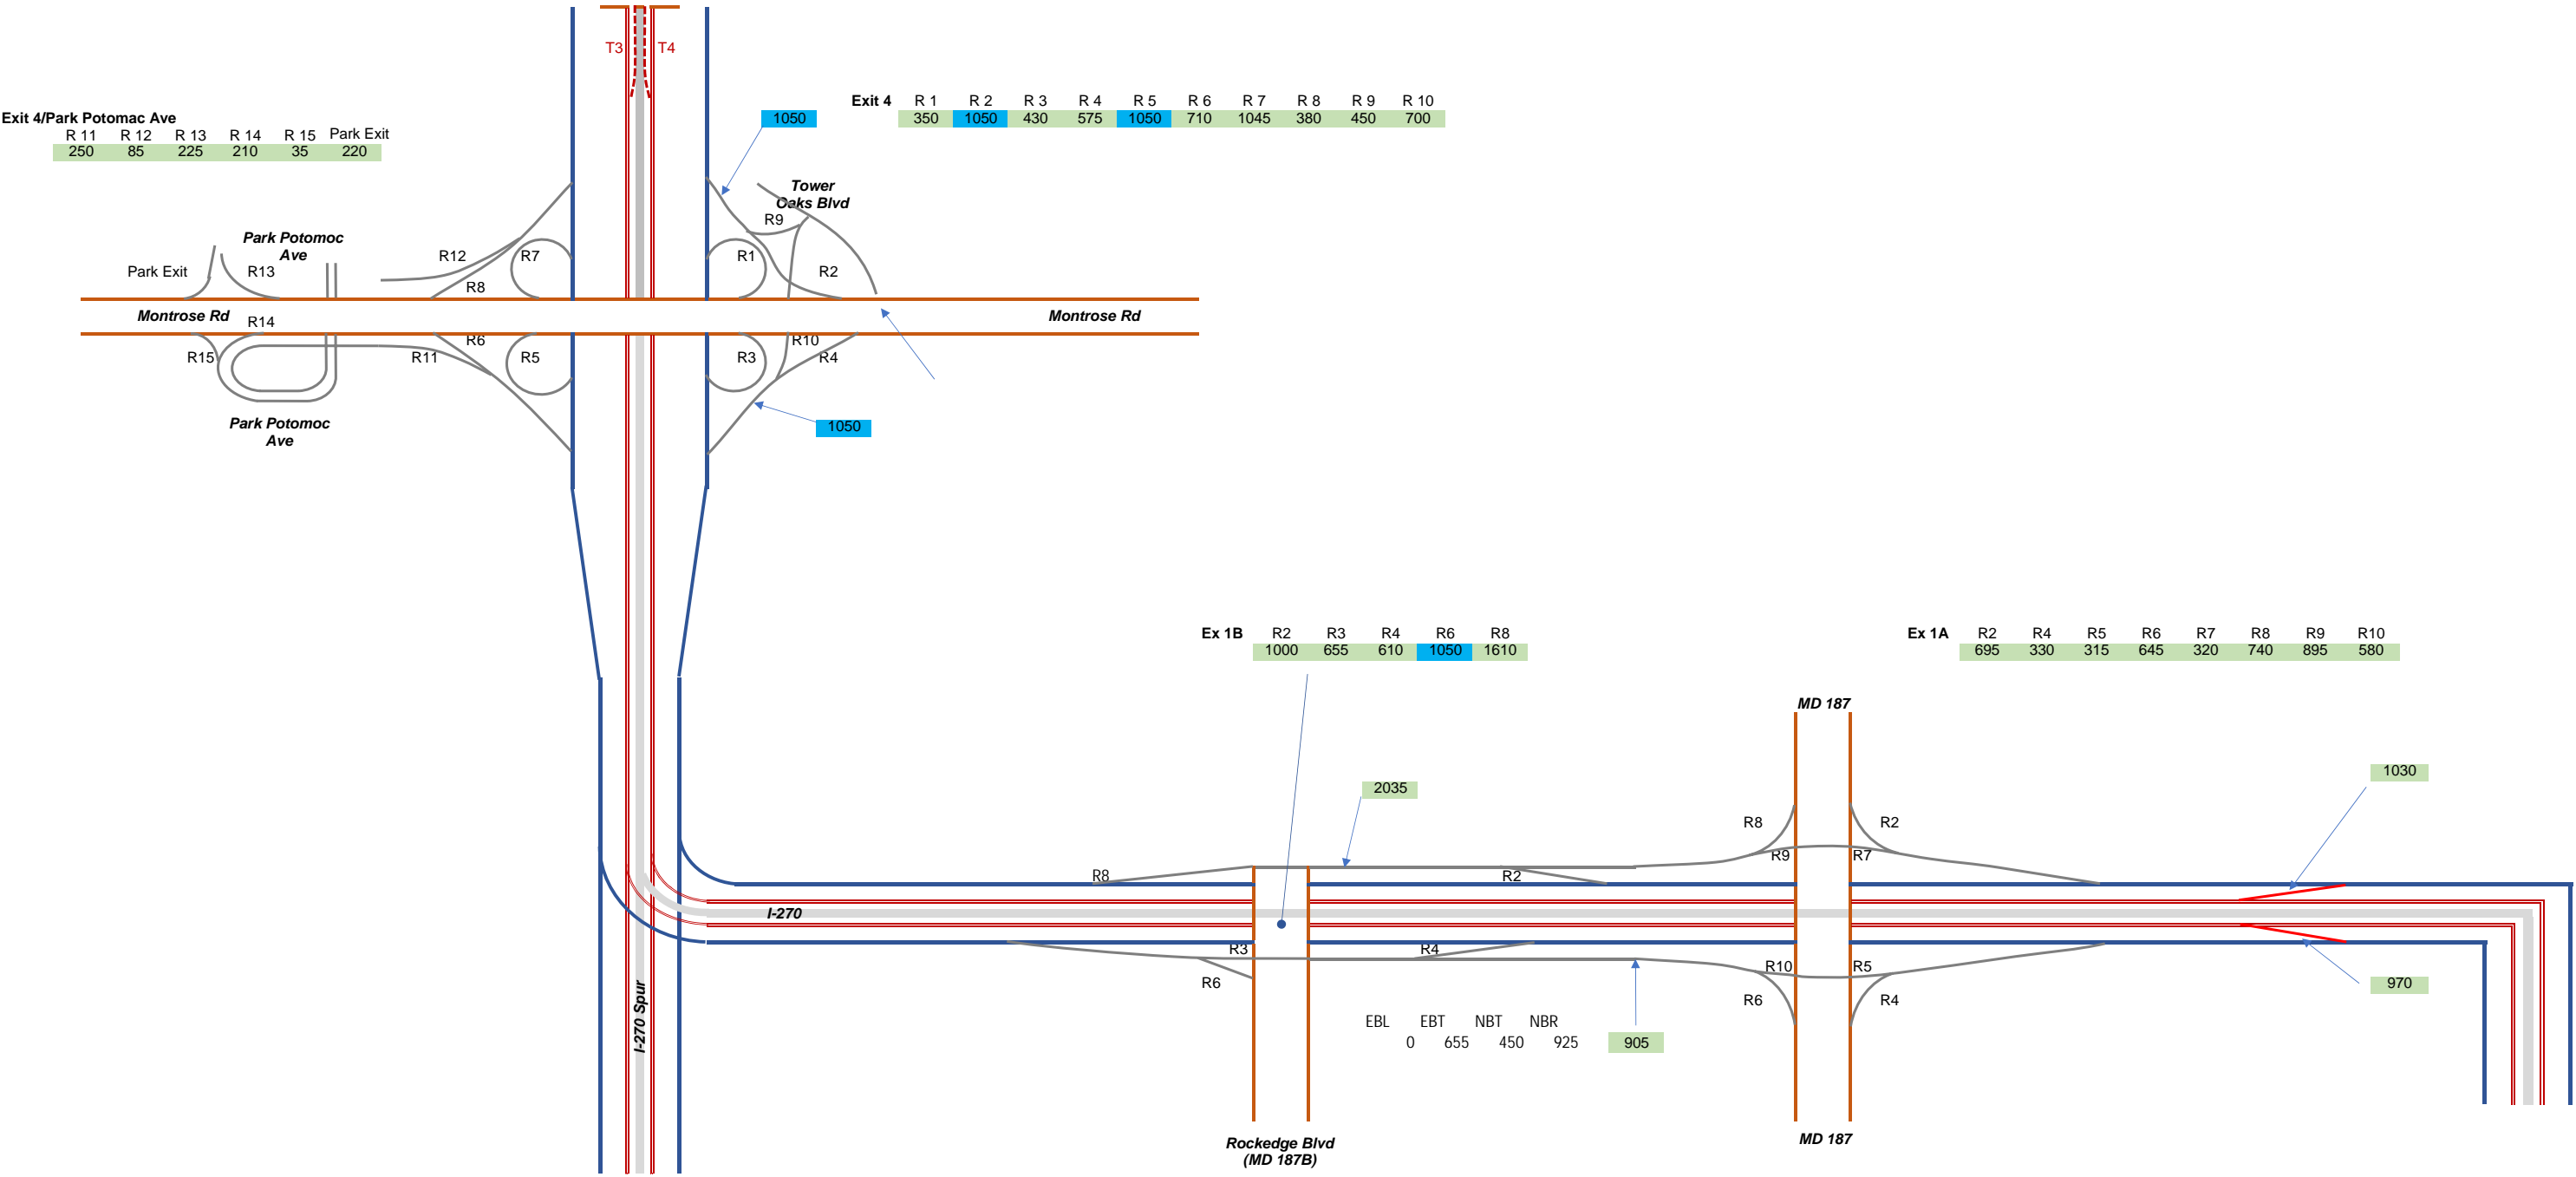 T3 T4
Exit 4 R 1 R 2 R 3 R 4 R 5 R 6 R 7 R 8 R 9 R 10
1050 350 1050 430 575 1050 710 1045 380 450 700
Exit 4/Park Potomac Ave
R 11 R 12 R 13 R 14 R 15 Park Exit
250 85 225 210 35 220
Tower
Oaks Blvd
R9
Park Potomoc
Ave
R12 R7 R1 R2
Park Exit R13
R8
Montrose Rd Montrose Rd
R14
R6 R10
R15 R11 R5 R3 R4
Park Potomoc
Ave
1050
Ex 1B R2 R3 R4 R6 R8
1000 655 610 1050 1610
Ex 1A R2 R4 R5 R6 R7 R8 R9 R10
695 330 315 645 320 740 895 580
MD 187
1030
2035
R8 R2
R9 R7
R8 R2
I-270
R3 R4
R10 R5
R6
970
R6 R4
I-270 Spur
EBL EBT NBT NBR
0 655 450 925 905
Rockedge Blvd
(MD 187B)
MD 187